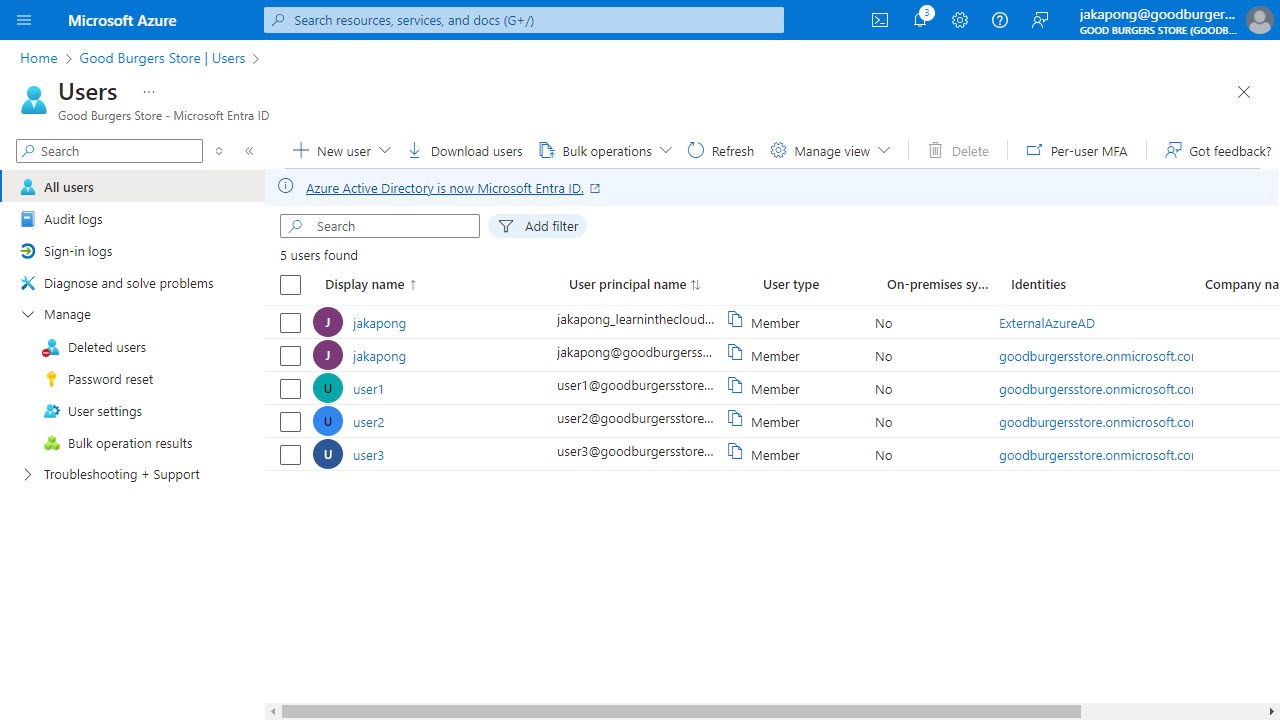 Microsoft Azure
Search resources, services, and docs (G+/)
3
jakapong@goodburger...
GOOD BURGERS STORE (GOODB...
Home > Good Burgers Store | Users >
Users ...
Good Burgers Store - Microsoft Entra ID
Search
New user
Download users
Bulk operations
Refresh
Manage view
Delete
Per-user MFA
Got feedback?
All users
Audit logs
Sign-in logs
Diagnose and solve problems
Manage
Deleted users
Password reset
User settings
Bulk operation results
Troubleshooting + Support
Azure Active Directory is now Microsoft Entra ID.
Search
Add filter
5 users found
Display name ↑ User principal name ↑↓ User type On-premises sy... Identities Company na
J jakapong jakapong_learninthecloud... Member No ExternalAzureAD
J jakapong jakapong@goodburgerss... Member No goodburgersstore.onmicrosoft.com
U user1 user1@goodburgersstore... Member No goodburgersstore.onmicrosoft.com
U user2 user2@goodburgersstore... Member No goodburgersstore.onmicrosoft.com
U user3 user3@goodburgersstore... Member No goodburgersstore.onmicrosoft.com